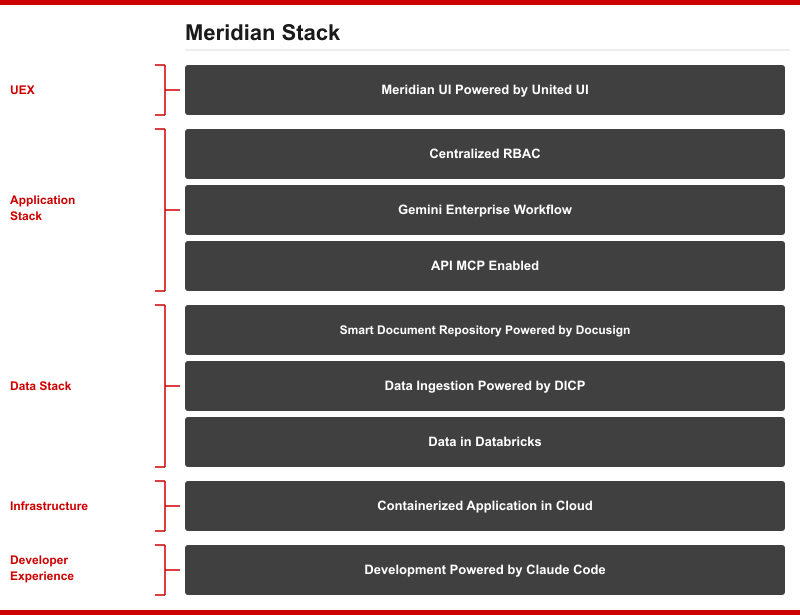 Meridian Stack
UEX
Meridian UI Powered by United UI
Application
Stack
Centralized RBAC
Gemini Enterprise Workflow
API MCP Enabled
Data Stack
Smart Document Repository Powered by Docusign
Data Ingestion Powered by DICP
Data in Databricks
Infrastructure
Containerized Application in Cloud
Developer
Experience
Development Powered by Claude Code